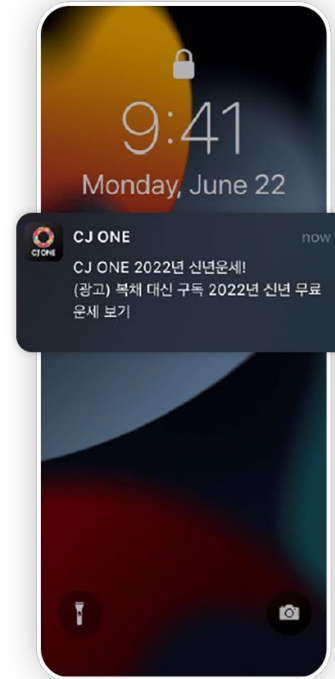 9:41
Monday, June 22
CJ ONE
CJ ONE
now
CJ ONE 2022년 신년운세!
(광고) 복채 대신 구독 2022년 신년 무료
운세 보기